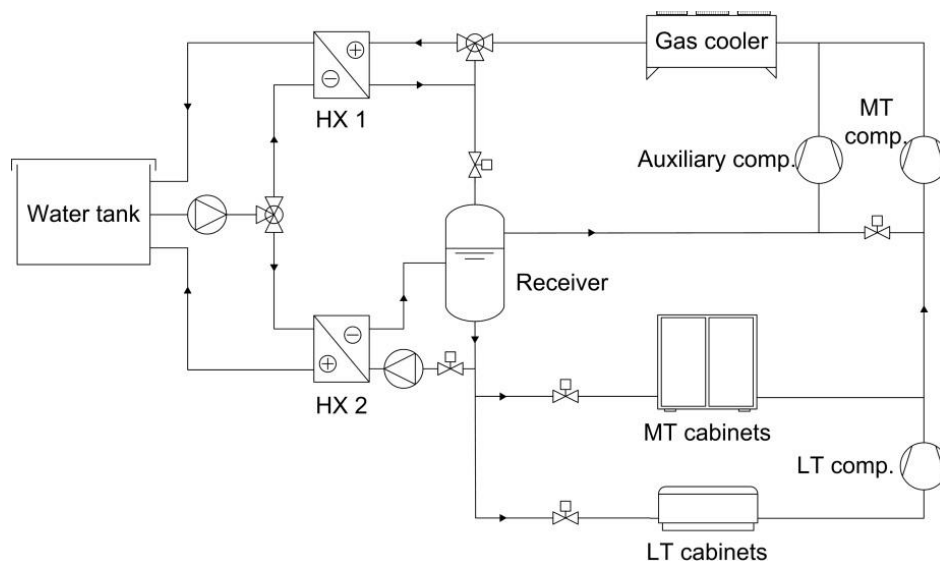 Gas cooler
HX 1
MT
comp.
Auxiliary comp.
Water tank
Receiver
HX 2
MT cabinets
LT comp.
LT cabinets